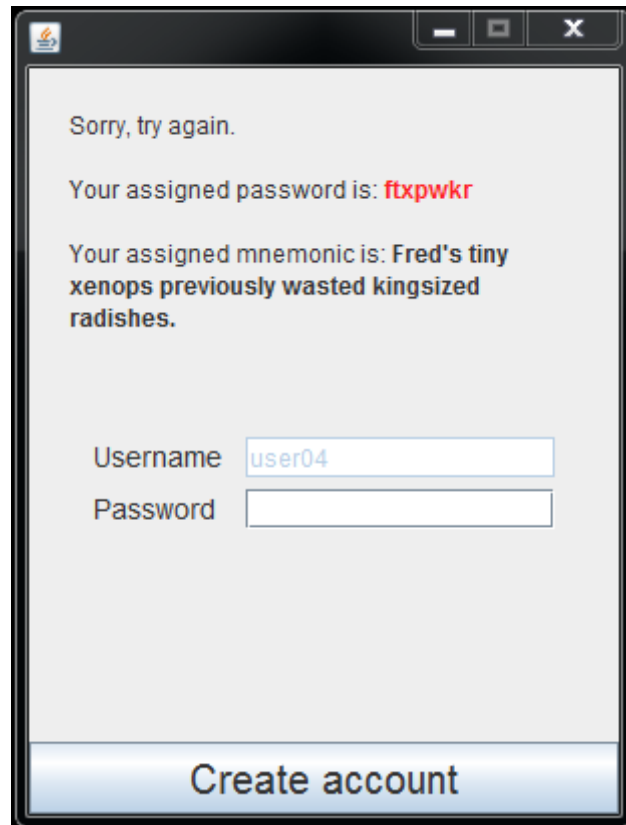 Sorry, try again.
Your assigned password is: ftxpwkr
Your assigned mnemonic is: Fred's tiny
xenops previously wasted kingsized
radishes.
Username user04
Password
Create account